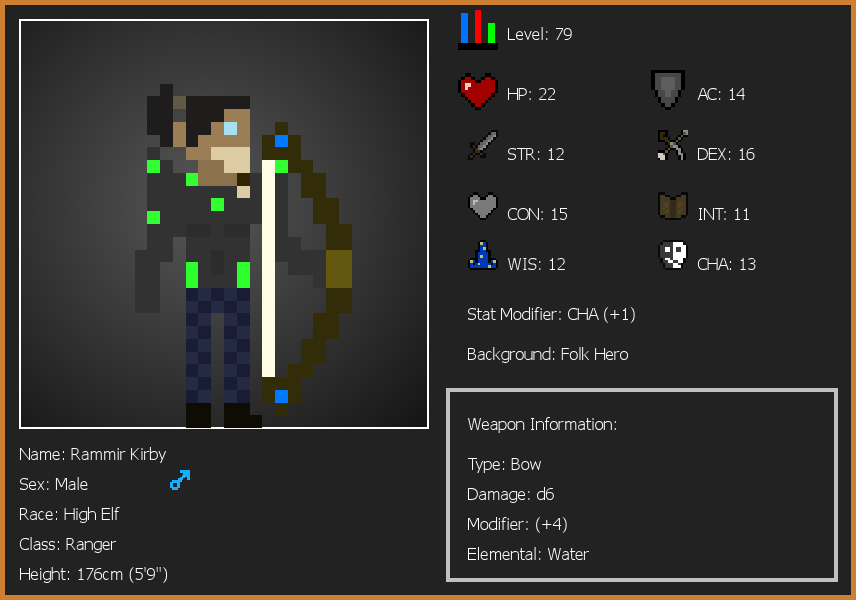 Level: 79
HP: 22
AC: 14
STR: 12
DEX: 16
CON: 15
INT: 11
WIS: 12
CHA: 13
Stat Modifier: CHA (+1)
Background: Folk Hero
Weapon Information:
Type: Bow
Damage: d6
Modifier: (+4)
Elemental: Water
Name: Rammir Kirby
Sex: Male
Race: High Elf
Class: Ranger
Height: 176cm (5'9")